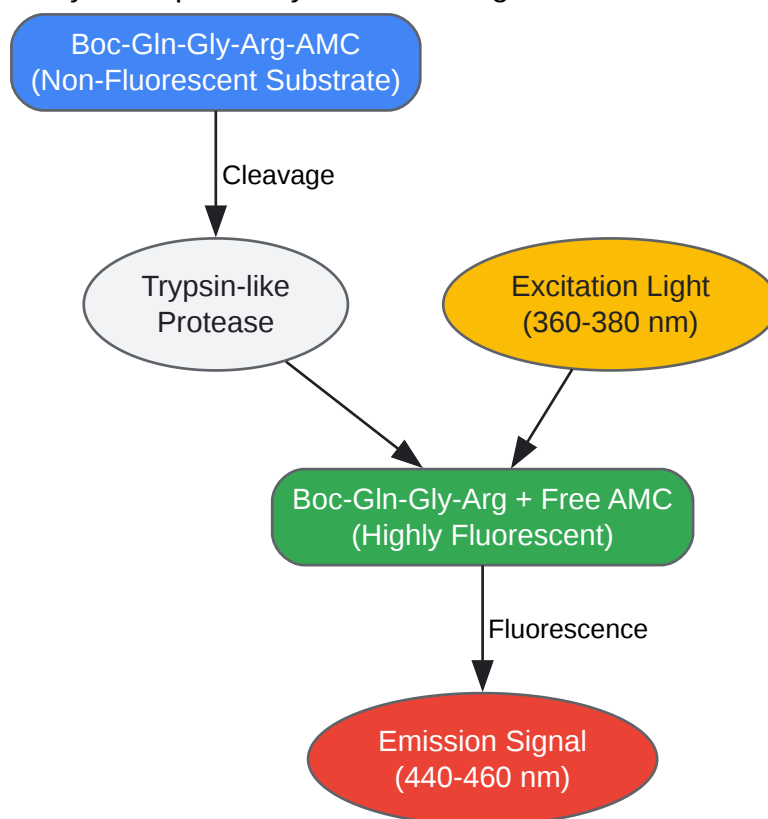 Boc-Gln-Gly-Arg-AMC
(Non-Fluorescent Substrate)
Cleavage
Trypsin-like
Protease
Excitation Light
(360-380 nm)
Boc-Gln-Gly-Arg + Free AMC
(Highly Fluorescent)
Fluorescence
Emission Signal
(440-460 nm)